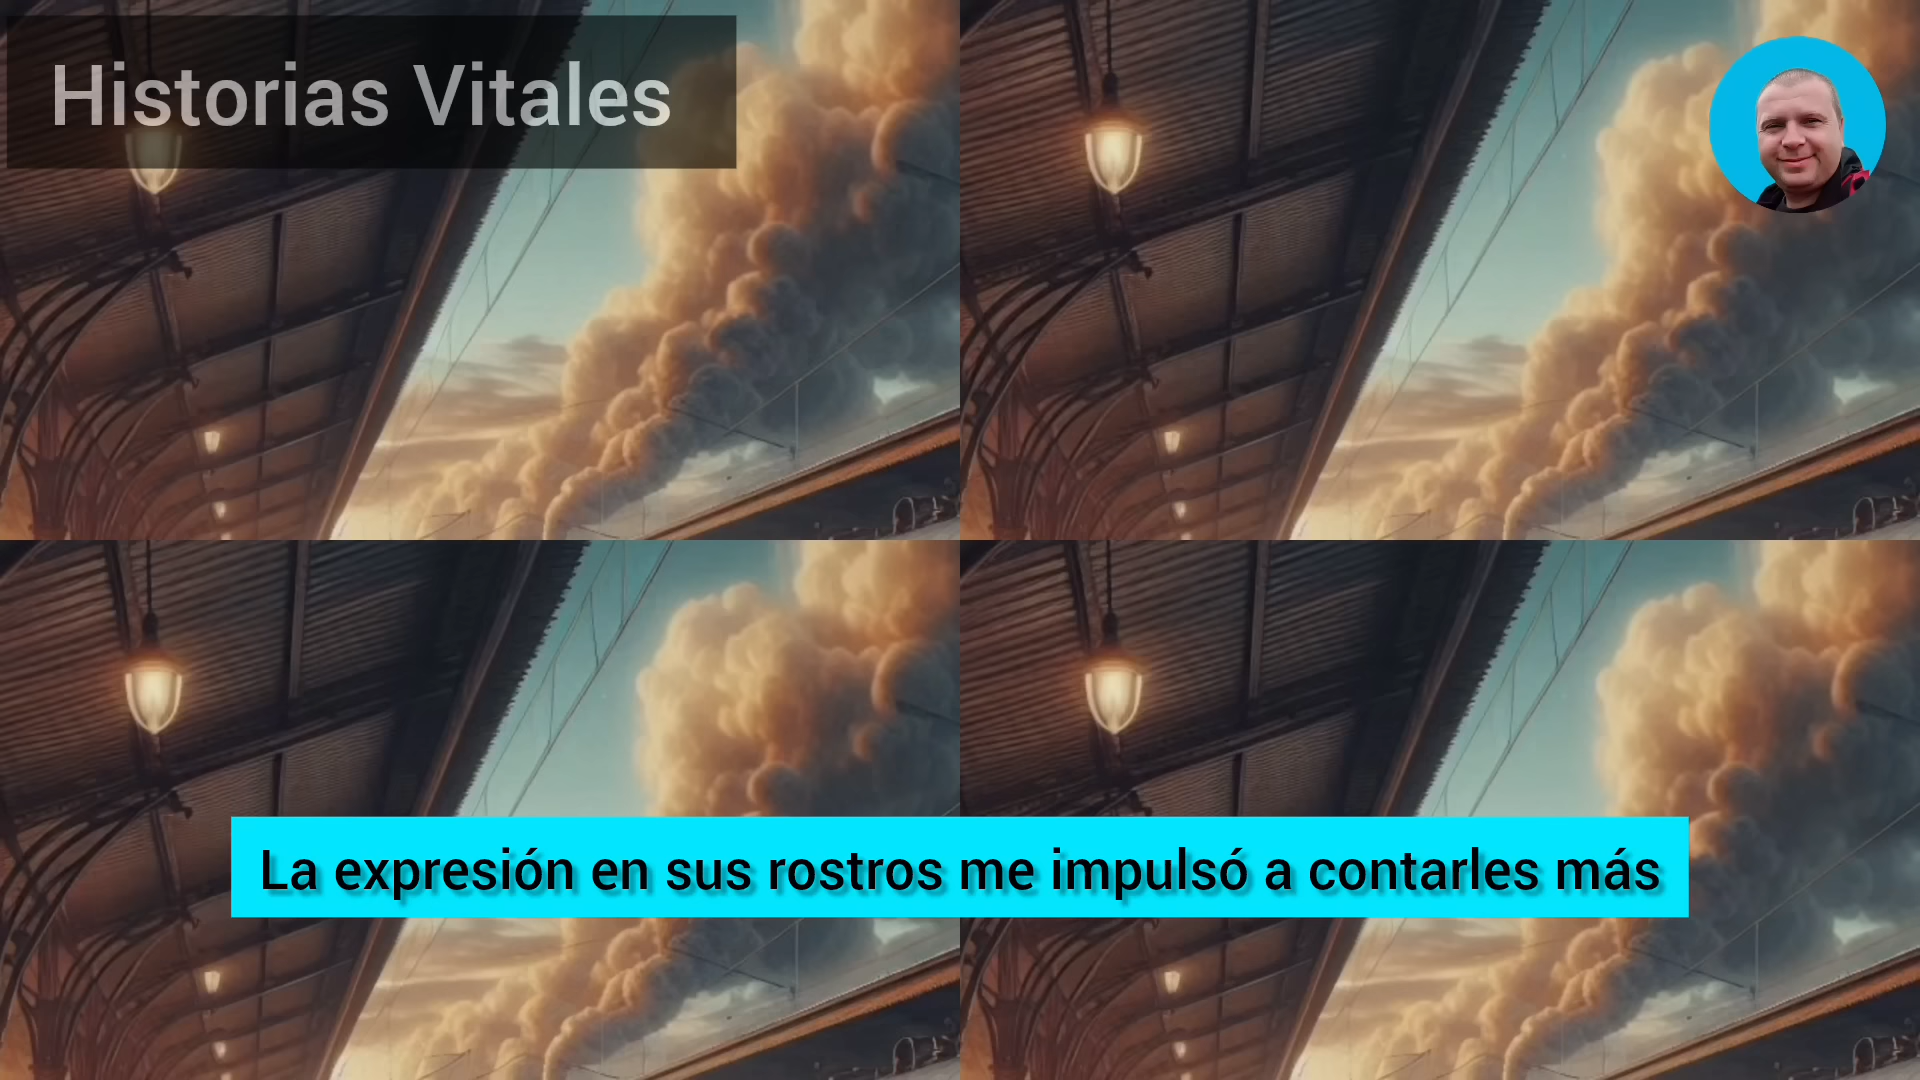 Historias Vitales
La expresión en sus rostros me impulsó a contarles más